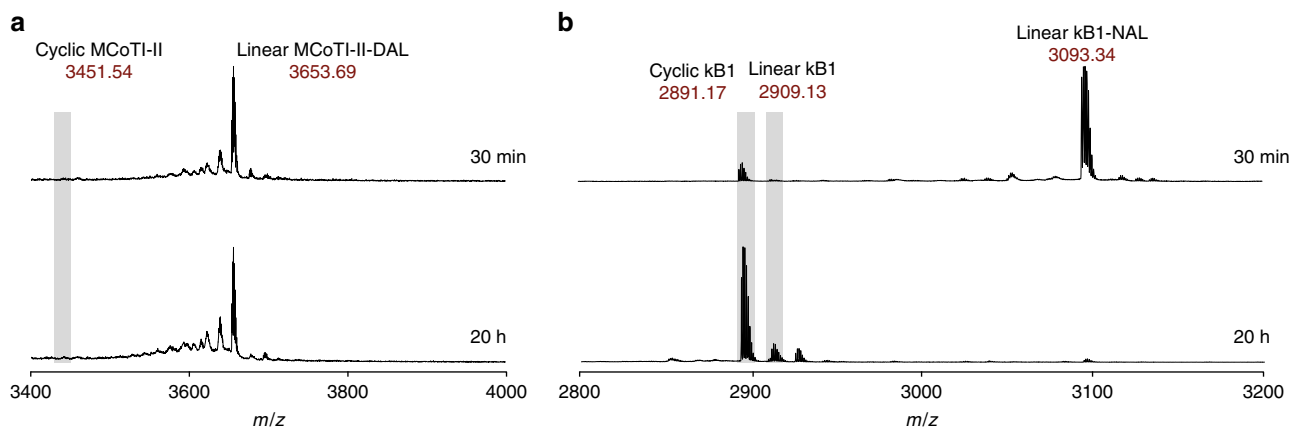 a
Cyclic MCoTI-II
3451.54
Linear MCoTI-II-DAL
3653.69
30 min
20 h
3400 3600 3800 4000
m/z
b
Cyclic kB1
2891.17
Linear kB1
2909.13
Linear kB1-NAL
3093.34
30 min
20 h
2800 2900 3000 3100 3200
m/z